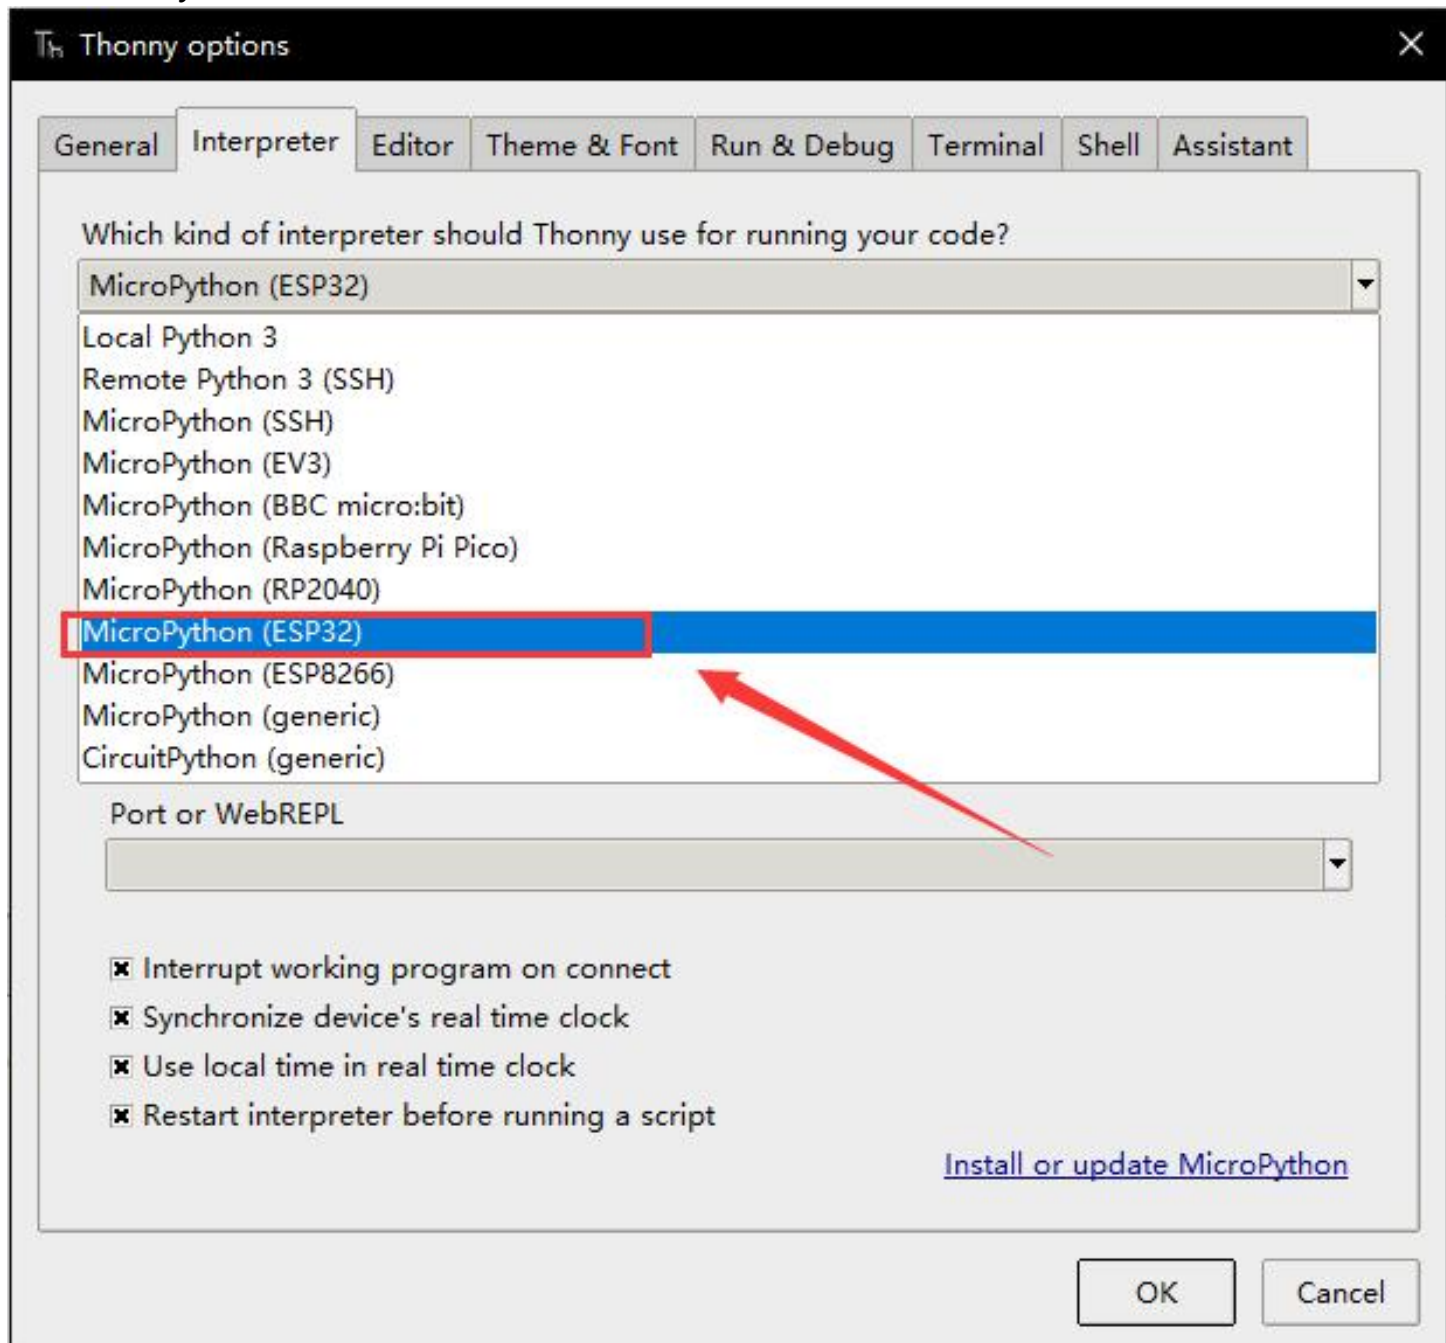 Th Thonny options
General Interpreter Editor Theme & Font Run & Debug Terminal Shell Assistant
Which kind of interpreter should Thonny use for running your code?
MicroPython (ESP32)
Local Python 3
Remote Python 3 (SSH)
MicroPython (SSH)
MicroPython (EV3)
MicroPython (BBC micro:bit)
MicroPython (Raspberry Pi Pico)
MicroPython (RP2040)
MicroPython (ESP32)
MicroPython (ESP8266)
MicroPython (generic)
CircuitPython (generic)
Port or WebREPL
Interrupt working program on connect
Synchronize device's real time clock
Use local time in real time clock
Restart interpreter before running a script
Install or update MicroPython
OK Cancel